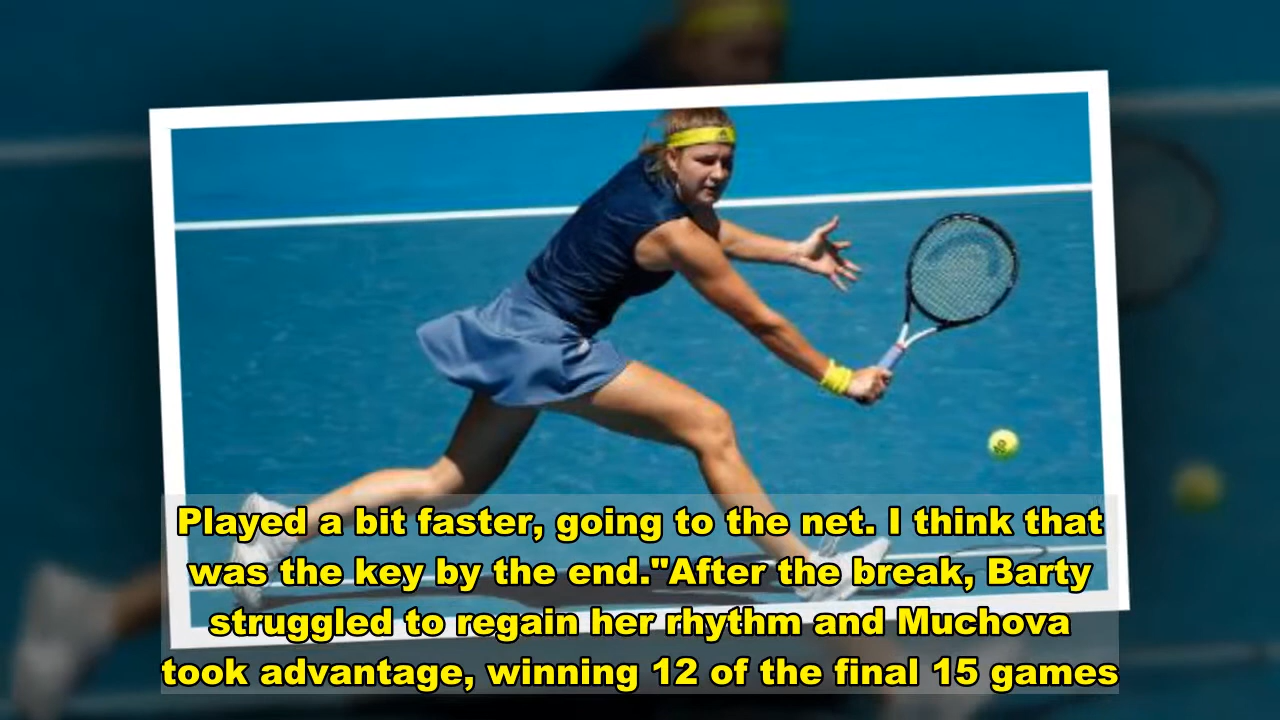 Played a bit faster, going to the net. I think that
was the key by the end."After the break, Barty
struggled to regain her rhythm and Muchova
took advantage, winning 12 of the final 15 games